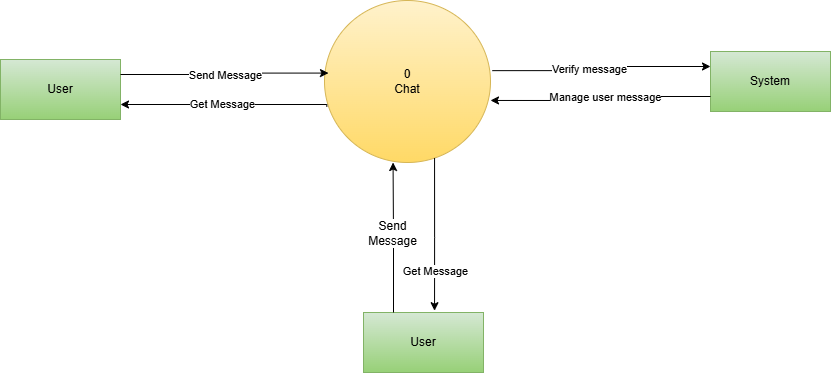 User
Send Message
Get Message
0
Chat
Verify message
Manage user message
System
Send
Message
Get Message
User